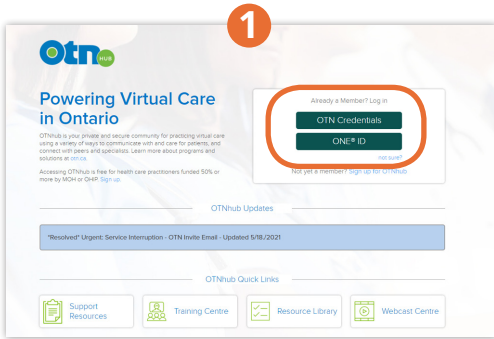 1
Otn HUB
Powering Virtual Care
in Ontario
OTNhub is your private and secure community for practicing virtual care
using a variety of ways to communicate with and care for patients, and
connect with peers and specialists. Learn more about programs and
solutions at otn.ca.
Accessing OTNhub is free for health care practitioners funded 50% or
more by MOH or OHIP. Sign up.
Already a Member? Log in
OTN Credentials
ONE® ID
not sure?
Not yet a member? Sign up for OTNhub
OTNhub Updates
*Resolved* Urgent: Service Interruption - OTN Invite Email - Updated 5/18./2021
OTNhub Quick Links
Support
Resources
Training Centre
Resource Library
Webcast Centre